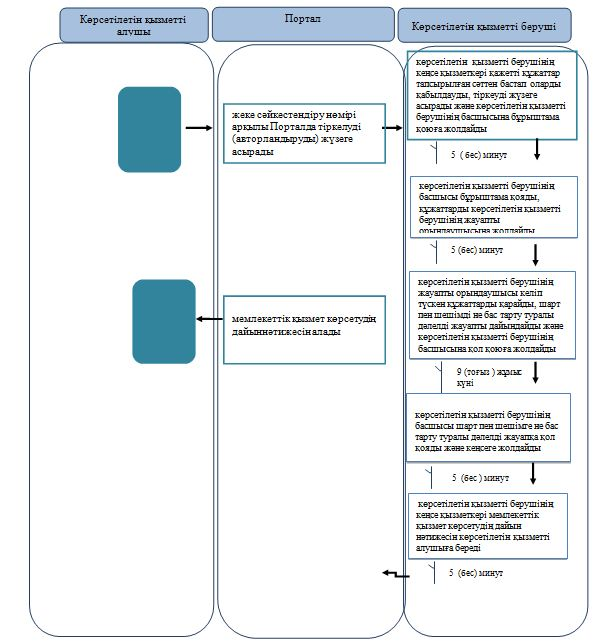 Көрсетілетін қызметті
алушы
Портал
Көрсетілетін қызметті беруші
жеке сәйкестендіру нөмірі
арқылы Порталда тіркелуді
(авторландыруды) жүзеге
асырады
мемлекеттік қызмет көрсетудің
дайыннәтижесін алады
көрсетілетін қызметті берушінің
кеңсе қызметкері қажетті құжаттар
тапсырылған сәттен бастап оларды
қабылдауды, тіркеуді жүзеге
асырады және көрсетілетін қызметті
берушінің басшысына бұрыштама
қоюға жолдайды
5 ( бес) минут
көрсетілетін қызметті берушінің
басшысы бұрыштама қояды,
құжаттарды көрсетілетін қызметті
берушінің жауапты
орындаушысына жолдайды
5 (бес) минут
көрсетілетін қызметті берушінің
жауапты орындаушысы келіп
түскен құжаттарды қарайды, шарт
пен шешімді не бас тарту туралы
дәлелді жауапты дайындайды және
көрсетілетін қызметті берушінің
басшысына қол қоюға жолдайды
9 (тоғыз ) жұмыс
күні
көрсетілетін қызметті берушінің
басшысы шарт пен шешімге не бас
тарту туралы дәлелді жауапқа қол
қояды және кеңсеге жолдайды
5 (бес ) минут
көрсетілетін қызметті берушінің
кеңсе қызметкері мемлекеттік
қызмет көрсетудің дайын
нәтижесін көрсетілетін қызметті
алушыға береді
5 (бес) минут